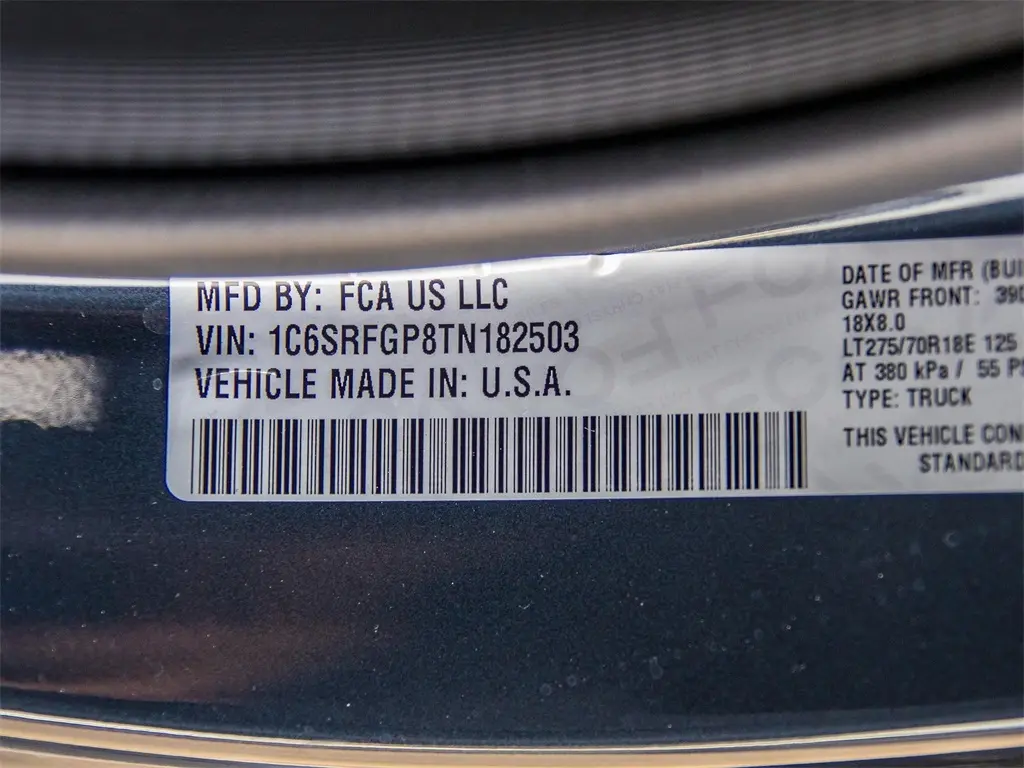 MFD BY: FCA US LLC
VIN: 1C6SRFGP8TN182503
VEHICLE MADE IN: U.S.A.
DATE OF MFR
GAWR FRONT:
18X8.0
LT275/70R18E 125
AT 380 kPa / 55
TYPE: TRUCK
THIS VEHICLE
STANDARD